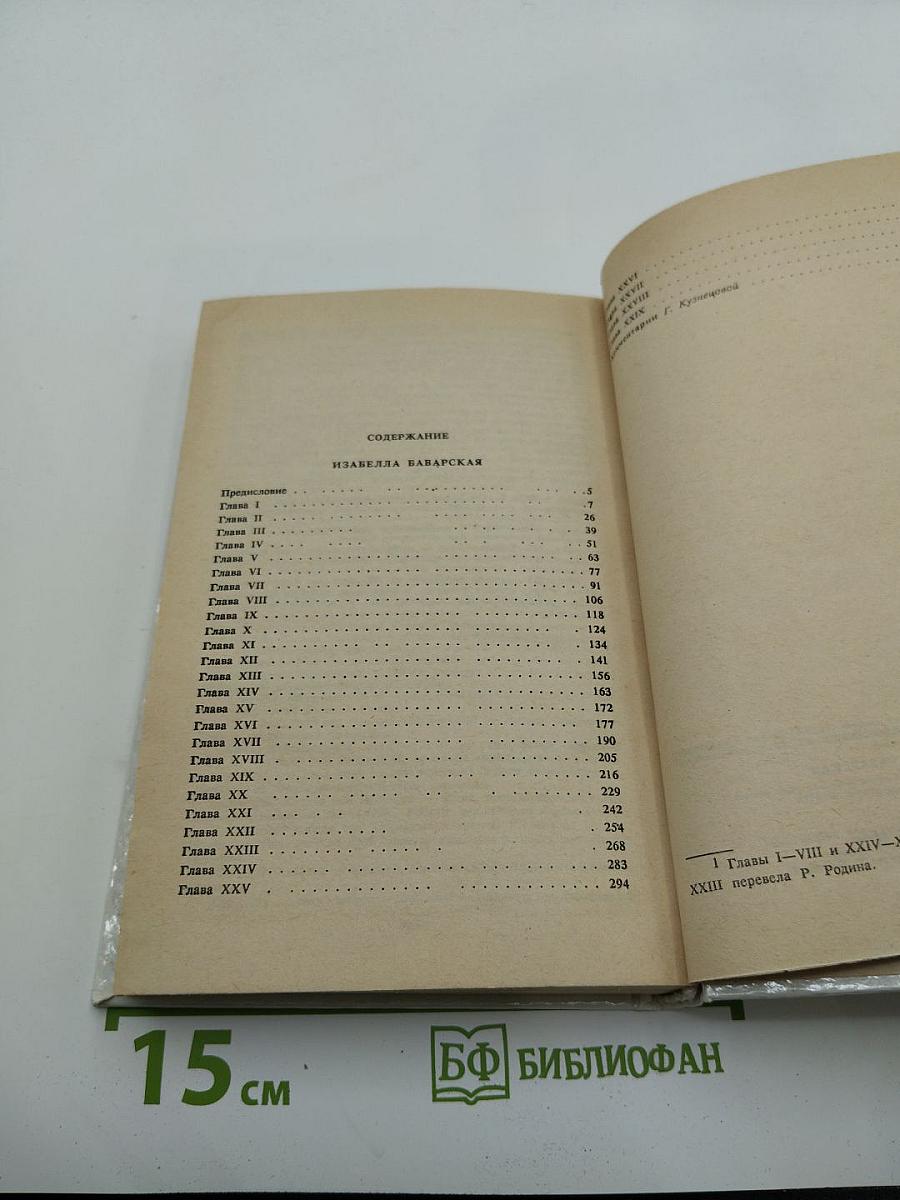 СОДЕРЖАНИЕ
ИЗАБЕЛЛА БАВАРСКАЯ
Предисловие 5
Глава I 7
Глава II 26
Глава III 39
Глава IV 51
Глава V 63
Глава VI 77
Глава VII 91
Глава VIII 106
Глава IX 118
Глава X 124
Глава XI 134
Глава XII 141
Глава XIII 156
Глава XIV 163
Глава XV 172
Глава XVI 177
Глава XVII 190
Глава XVIII 205
Глава XIX 216
Глава XX 229
Глава XXI 242
Глава XXII 254
Глава XXIII 268
Глава XXIV 283
Глава XXV 294
XXVI
XXVII
XXVIII
XXIX
Г. Кузнецовой
1 Главы I—VIII и XXIV—
XXIII перевела Р. Родина.
15 см
БФ БИБЛИОФАН